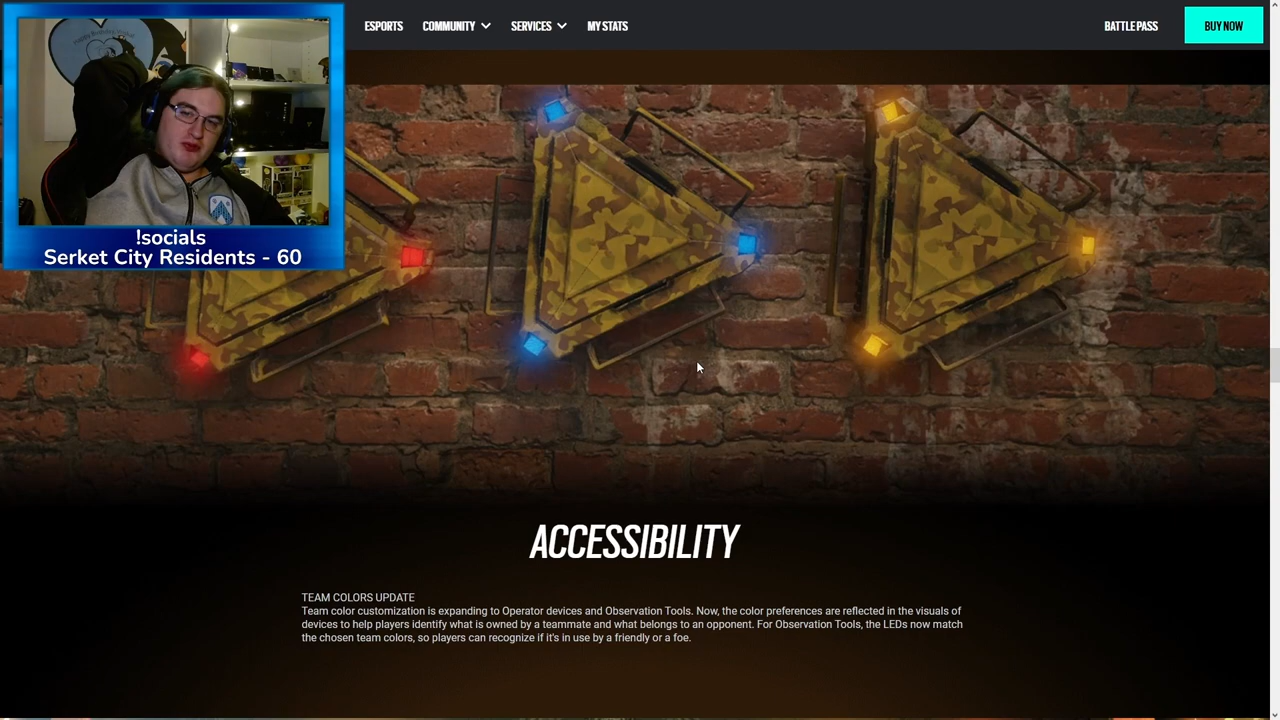 ESPORTS
COMMUNITY
SERVICES
MY STATS
BATTLE PASS
BUY NOW
!socials
Serket City Residents - 60
ACCESSIBILITY
TEAM COLORS UPDATE
Team color customization is expanding to Operator devices and Observation Tools. Now, the color preferences are reflected in the visuals of
devices to help players identify what is owned by a teammate and what belongs to an opponent. For Observation Tools, the LEDs now match
the chosen team colors, so players can recognize if it's in use by a friendly or a foe.